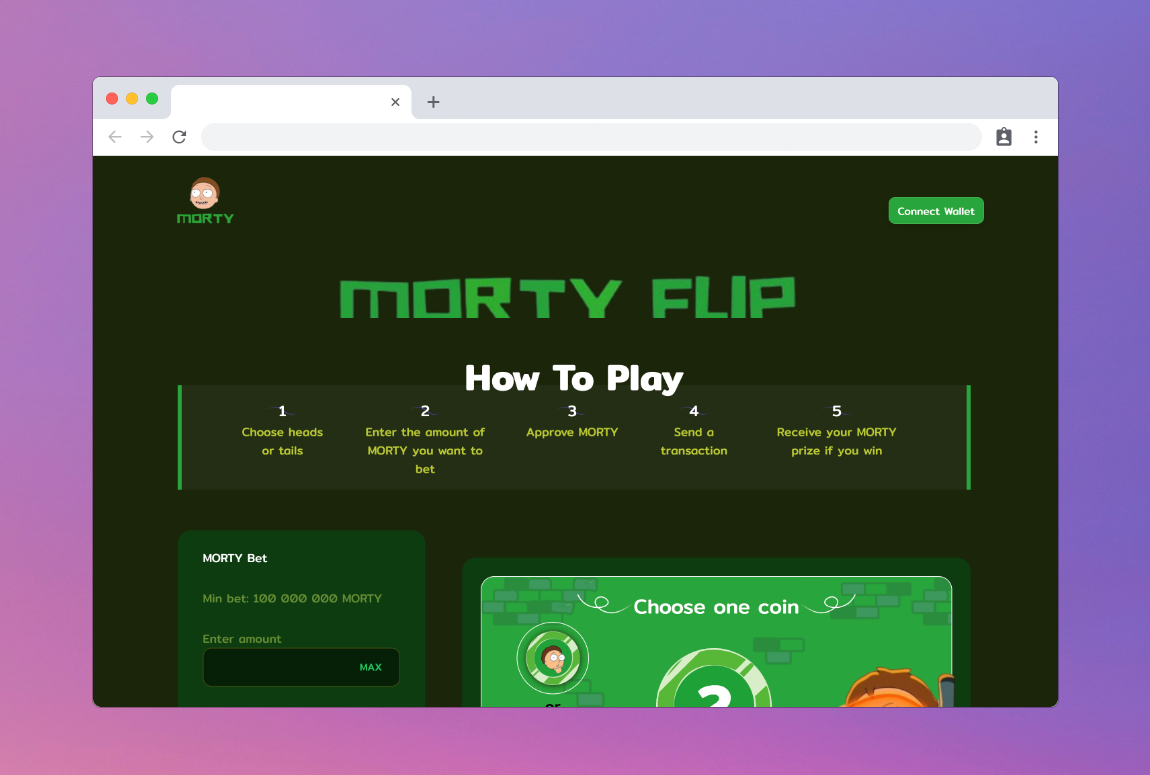 MORTY
Connect Wallet
MORTY FLIP
How To Play
1
Choose heads
or tails
2
Enter the amount of
MORTY you want to
bet
3
Approve MORTY
4
Send a
transaction
5
Receive your MORTY
prize if you win
MORTY Bet
Min bet: 100 000 000 MORTY
Enter amount
MAX
Choose one coin
?
or